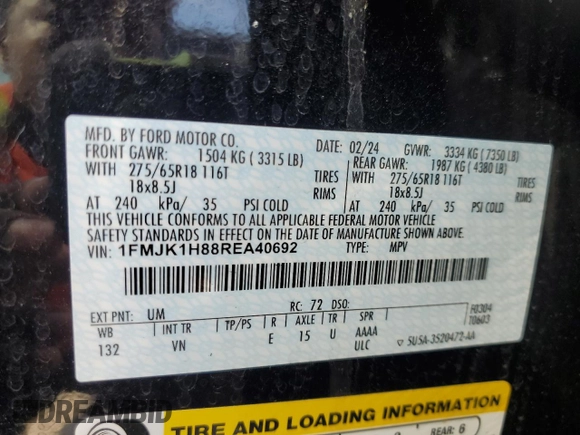 MFD. BY FORD MOTOR CO.
DATE: 02/24 GVWR: 3334 KG ( 7350 LB)
FRONT GAWR: 1504 KG ( 3315 LB)
REAR GAWR: 1987 KG ( 4380 LB)
WITH 275/65R18 116T TIRES
WITH 275/65R18 116T TIRES
18x8.5J RIMS
18x8.5J RIMS
AT 240 kPa/ 35 PSI COLD
AT 240 kPa/ 35 PSI COLD
THIS VEHICLE CONFORMS TO ALL APPLICABLE FEDERAL MOTOR VEHICLE
SAFETY STANDARDS IN EFFECT ON THE DATE OF MANUFACTURE SHOWN ABOVE.
VIN: 1FMJK1H88REA40692
TYPE: MPV
EXT PNT: UM RC: 72 DSO:
F0304
T0603
WB INT TR TP/PS R AXLE TR SPR
132 VN E 15 U AAAA
ULC
5USA-3520472-AA
TIRE AND LOADING INFORMATION
REAR: 6
DREAMBID